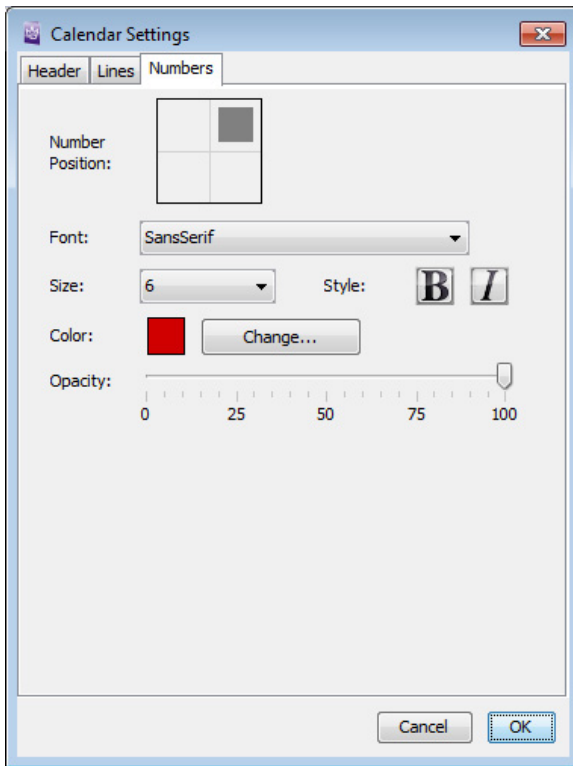 Calendar Settings
Header Lines Numbers
Number
Position:
Font: SansSerif
Size: 6 Style: B I
Color: Change...
Opacity:
0 25 50 75 100
Cancel OK